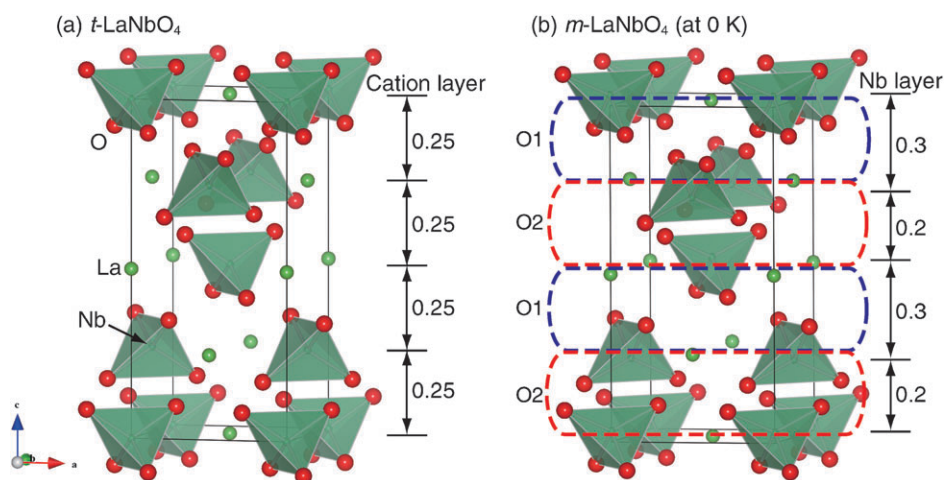 (a) t-LaNbO₄
Cation layer
O
0.25
0.25
La
0.25
Nb
0.25
c
b
a
(b) m-LaNbO₄ (at 0 K)
Nb layer
O1
0.3
O2
0.2
O1
0.3
O2
0.2